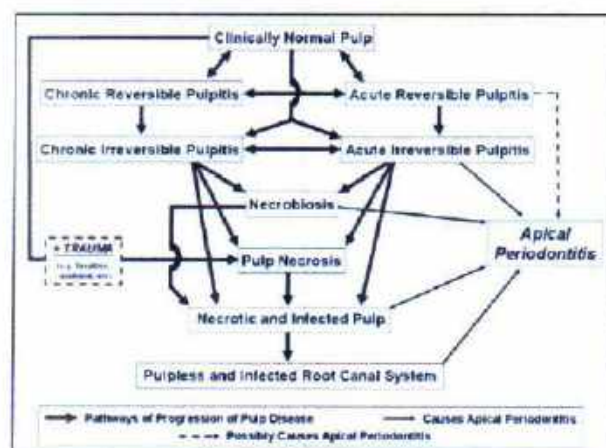 Clinically Normal Pulp
Chronic Reversible Pulpitis
Acute Reversible Pulpitis
Chronic Irreversible Pulpitis
Acute Irreversible Pulpitis
Necrobiosis
Apical
Periodontitis
+ TRAUMA
Pulp Necrosis
Necrotic and Infected Pulp
Pulpless and Infected Root Canal System
Pathways of Progression of Pulp Disease
Causes Apical Periodontitis
Possibly Causes Apical Periodontitis